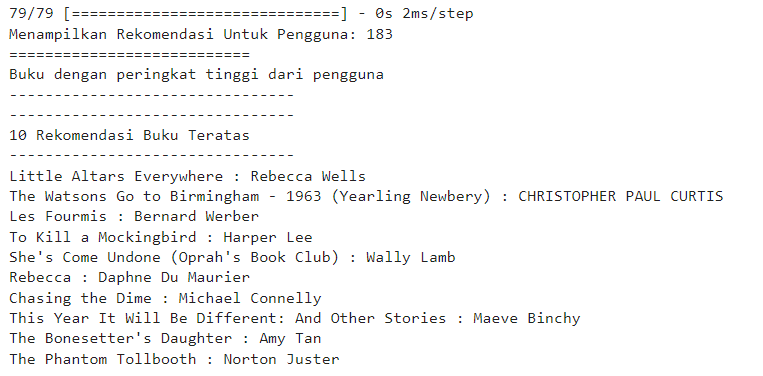 79/79 [==============================] - 0s 2ms/step
Menampilkan Rekomendasi Untuk Pengguna: 183
===========================
Buku dengan peringkat tinggi dari pengguna
--------------------------------
--------------------------------
10 Rekomendasi Buku Teratas
--------------------------------
Little Altars Everywhere : Rebecca Wells
The Watsons Go to Birmingham - 1963 (Yearling Newbery) : CHRISTOPHER PAUL CURTIS
Les Fourmis : Bernard Werber
To Kill a Mockingbird : Harper Lee
She's Come Undone (Oprah's Book Club) : Wally Lamb
Rebecca : Daphne Du Maurier
Chasing the Dime : Michael Connelly
This Year It Will Be Different: And Other Stories : Maeve Binchy
The Bonesetter's Daughter : Amy Tan
The Phantom Tollbooth : Norton Juster